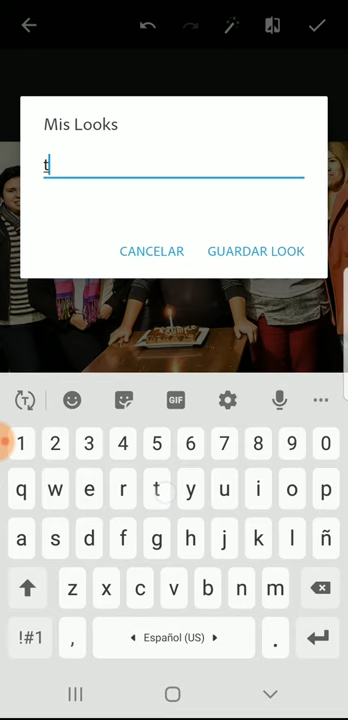 Mis Looks
t
CANCELAR GUARDAR LOOK
T GIF
1 2 3 4 5 6 7 8 9 0
q w e r t y u i o p
a s d f g h j k l ñ
z x c v b n m
!#1 , Español (US) .